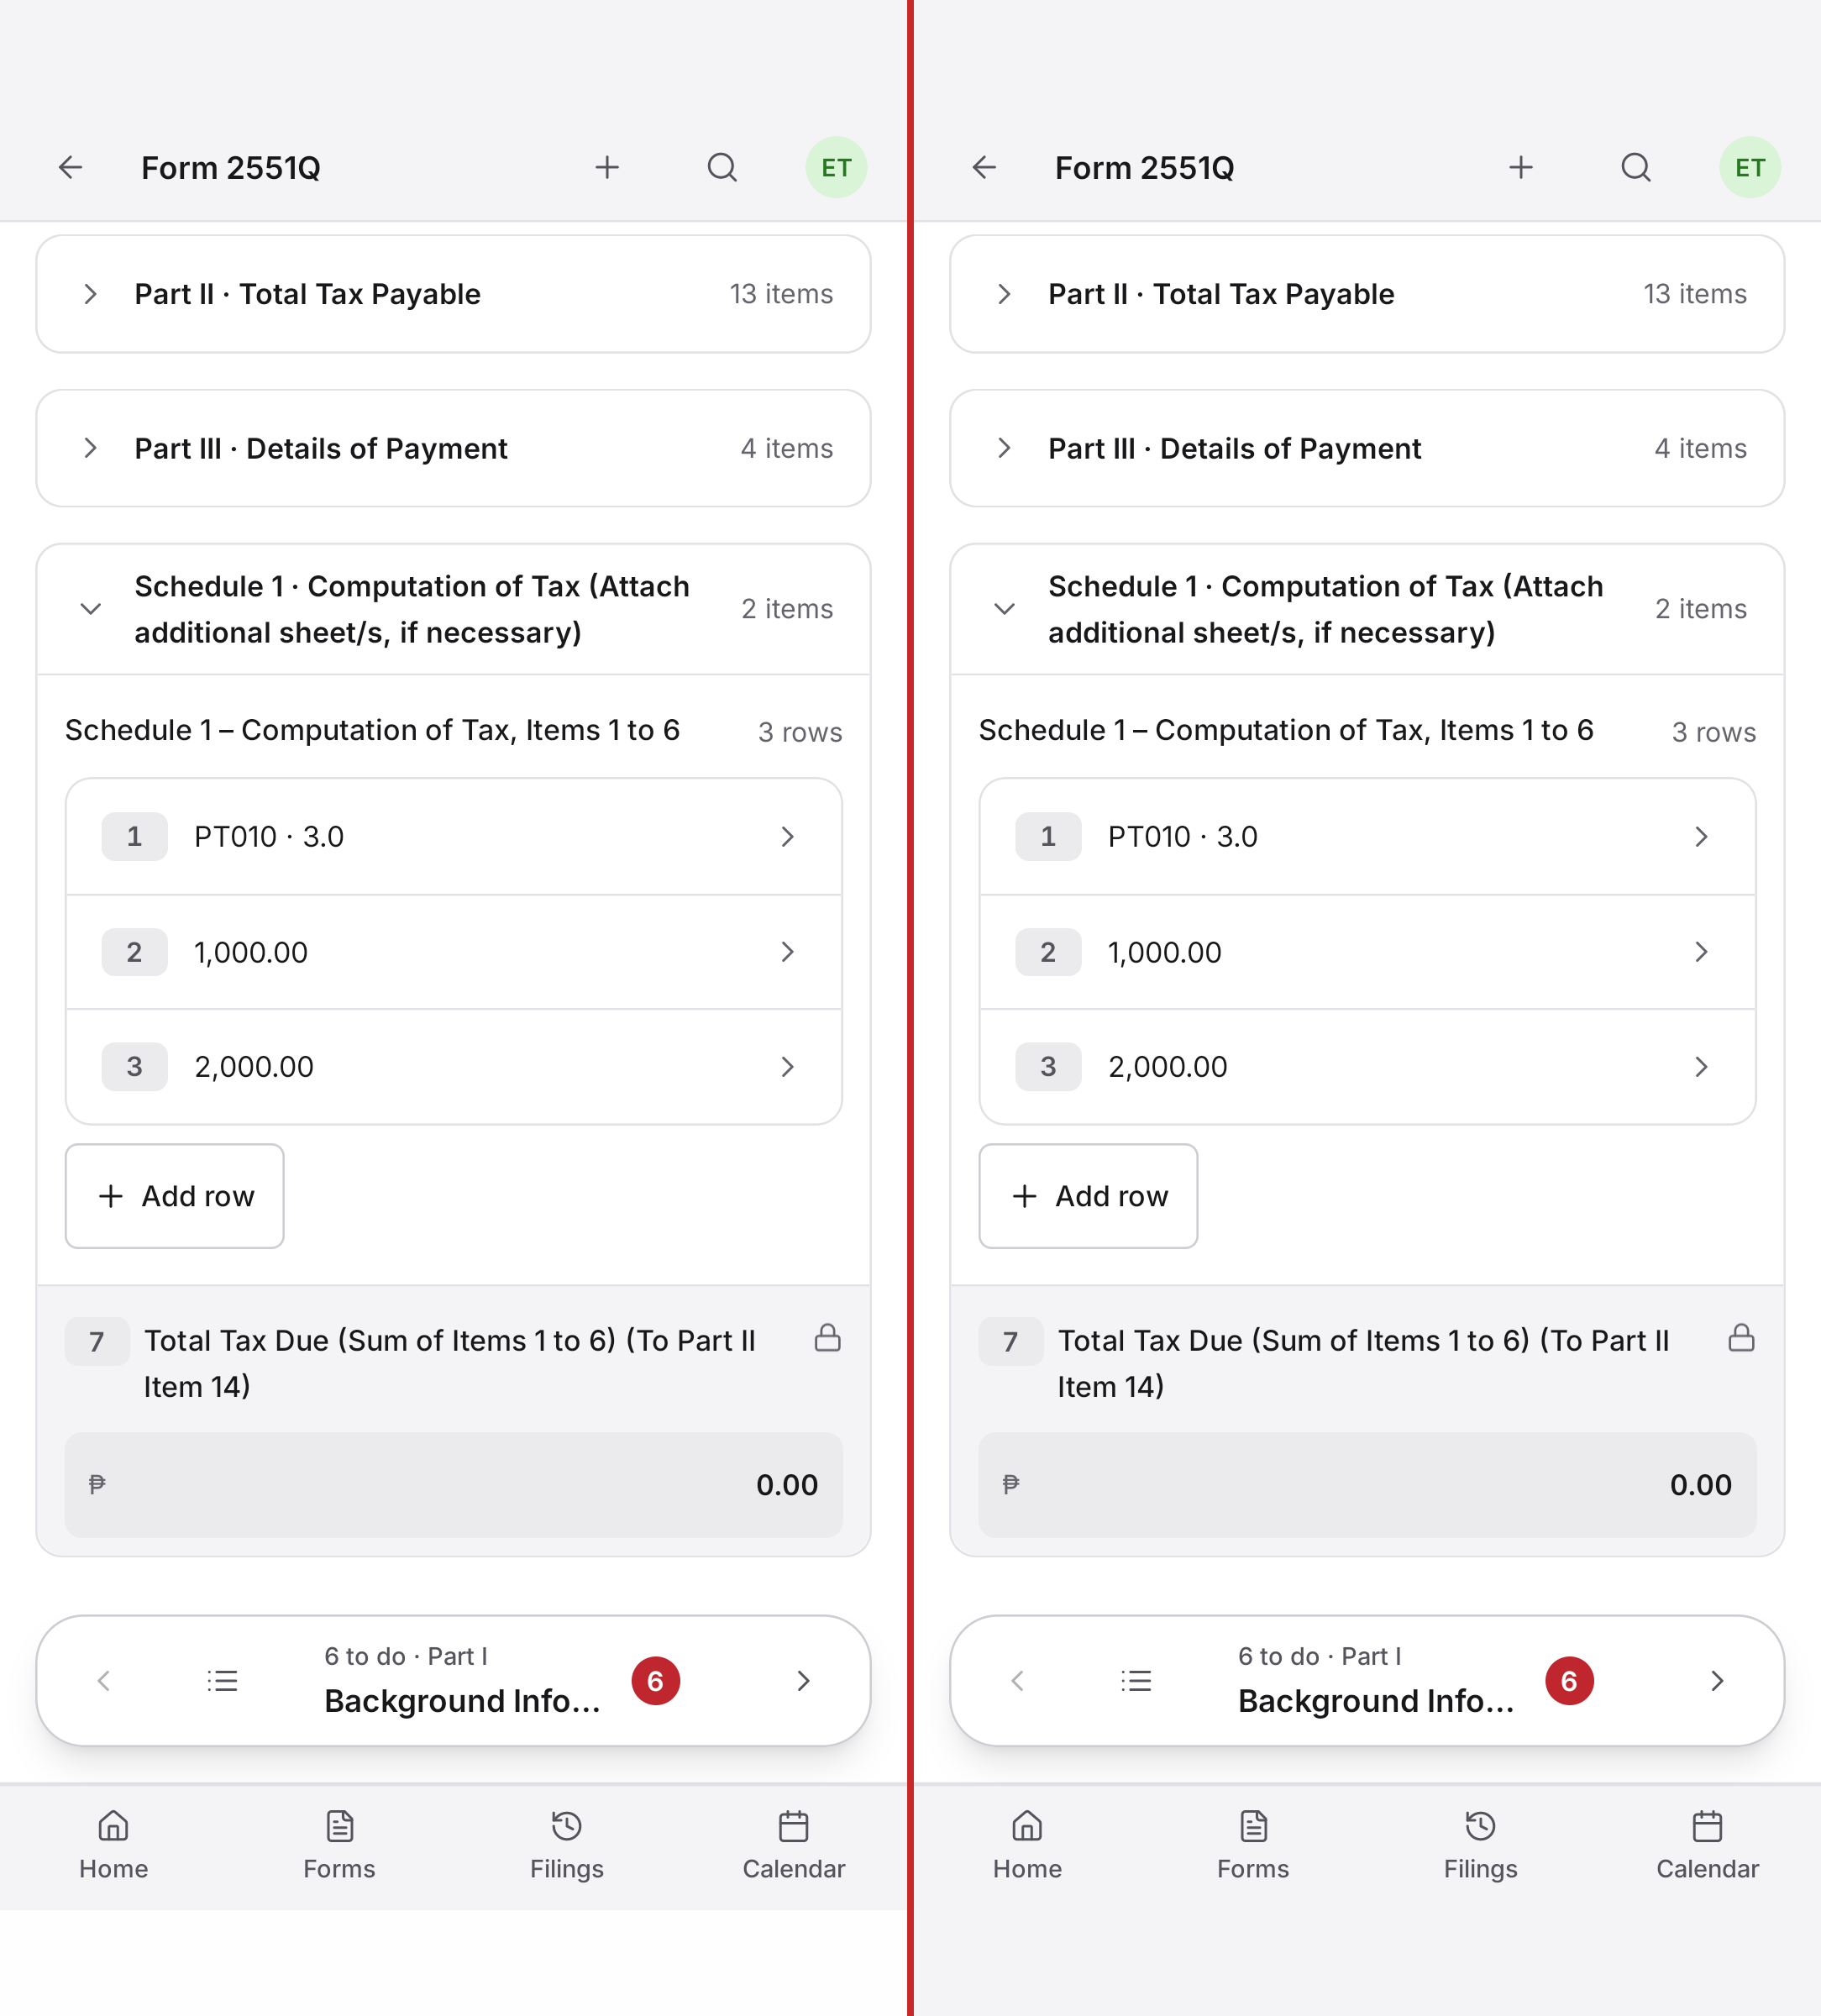 Form 2551Q
ET
Part II · Total Tax Payable
13 items
Part III · Details of Payment
4 items
Schedule 1 · Computation of Tax (Attach
additional sheet/s, if necessary)
2 items
Schedule 1 – Computation of Tax, Items 1 to 6
3 rows
1 PT010 · 3.0
2 1,000.00
3 2,000.00
+ Add row
7 Total Tax Due (Sum of Items 1 to 6) (To Part II
Item 14)
₱ 0.00
6 to do · Part I
Background Info...
6
Home Forms Filings Calendar
Form 2551Q
ET
Part II · Total Tax Payable
13 items
Part III · Details of Payment
4 items
Schedule 1 · Computation of Tax (Attach
additional sheet/s, if necessary)
2 items
Schedule 1 – Computation of Tax, Items 1 to 6
3 rows
1 PT010 · 3.0
2 1,000.00
3 2,000.00
+ Add row
7 Total Tax Due (Sum of Items 1 to 6) (To Part II
Item 14)
₱ 0.00
6 to do · Part I
Background Info...
6
Home Forms Filings Calendar